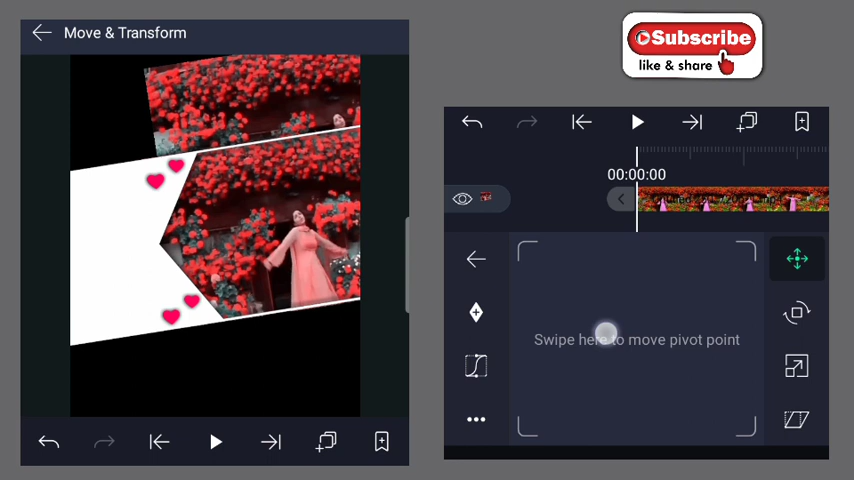 Move & Transform
Subscribe
like & share
00:00:00
Swipe here to move pivot point